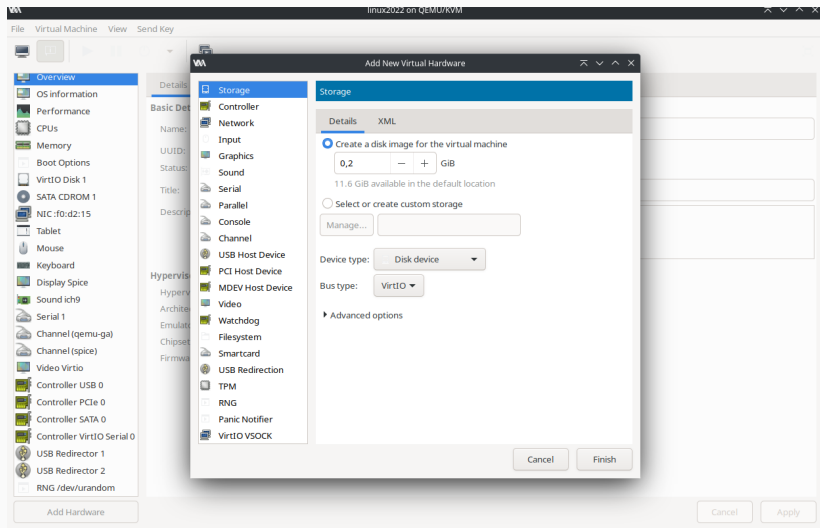 linux2022 on QEMU/KVM
File Virtual Machine View Send Key
Add New Virtual Hardware
Overview
OS information
Performance
CPUs
Memory
Boot Options
VirtIO Disk 1
SATA CDROM 1
NIC :f0:d2:15
Tablet
Mouse
Keyboard
Display Spice
Sound ich9
Serial 1
Channel (qemu-ga)
Channel (spice)
Video Virtio
Controller USB 0
Controller PCIe 0
Controller SATA 0
Controller VirtIO Serial 0
USB Redirector 1
USB Redirector 2
RNG /dev/urandom
Add Hardware
Details
Basic Det
Name:
UUID:
Status:
Title:
Descrip
Hypervis
Hyperv
Archite
Emulat
Chipset
Firmwa
Storage
Controller
Network
Input
Graphics
Sound
Serial
Parallel
Console
Channel
USB Host Device
PCI Host Device
MDEV Host Device
Video
Watchdog
Filesystem
Smartcard
USB Redirection
TPM
RNG
Panic Notifier
VirtIO VSOCK
Storage
Details XML
Create a disk image for the virtual machine
0,2 − + GiB
11.6 GiB available in the default location
Select or create custom storage
Manage...
Device type: Disk device
Bus type: VirtIO
Advanced options
Cancel Finish
Cancel Apply